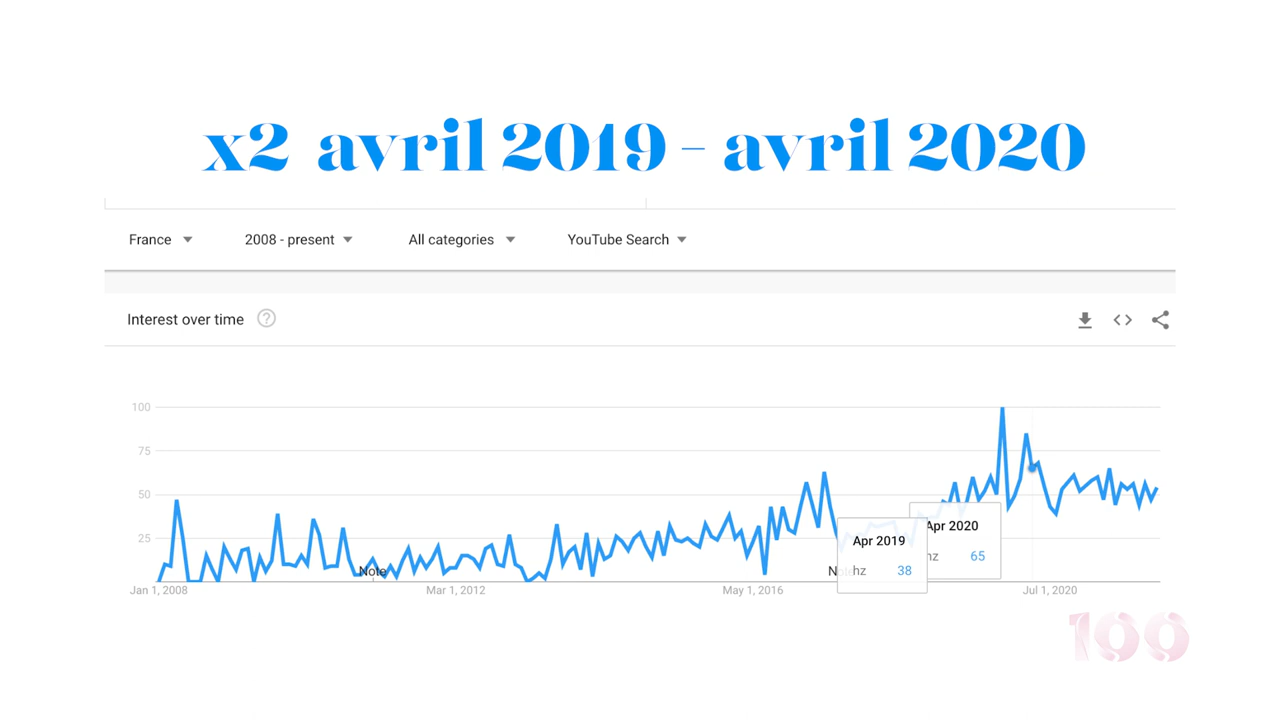 x2 avril 2019 – avril 2020
France 2008 - present All categories YouTube Search
Interest over time ?
100
75
50
25
Note
Apr 2019
hz 38
Apr 2020
hz 65
Jan 1, 2008 Mar 1, 2012 May 1, 2016 Jul 1, 2020
100